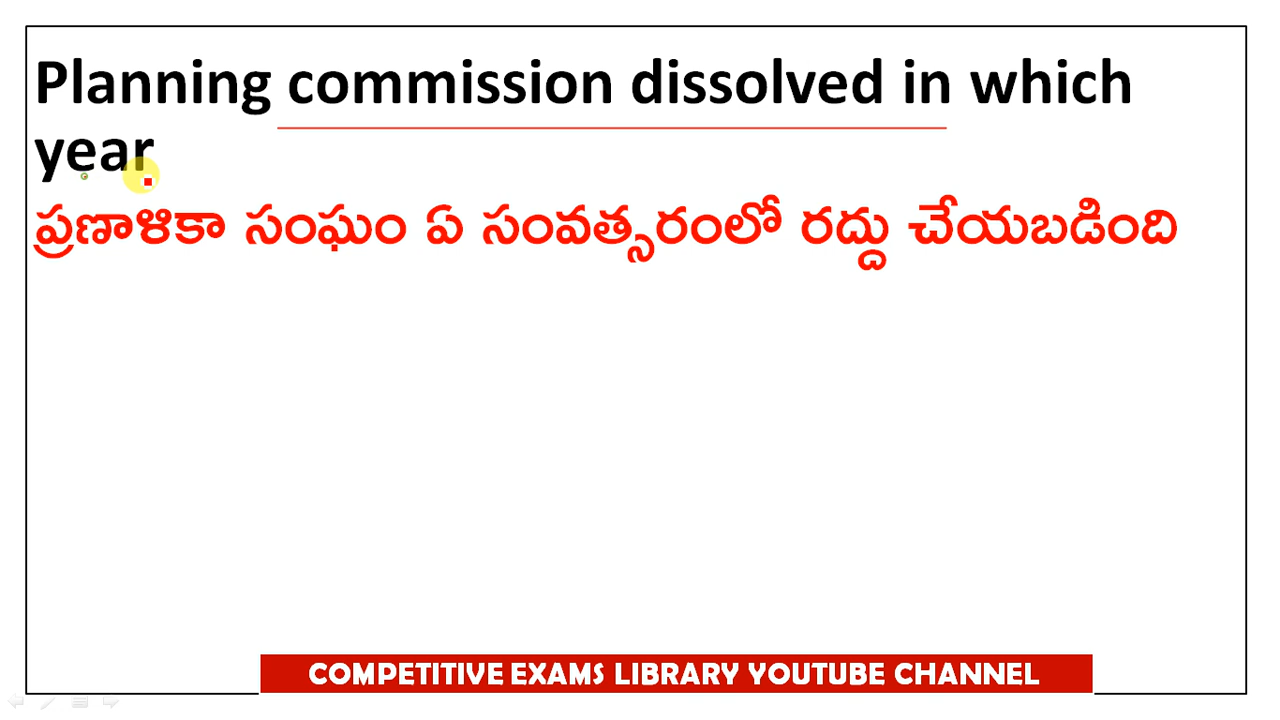 Planning commission dissolved in which
year
ప్రణాళికా సంఘం ఏ సంవత్సరంలో రద్దు చేయబడింది
COMPETITIVE EXAMS LIBRARY YOUTUBE CHANNEL